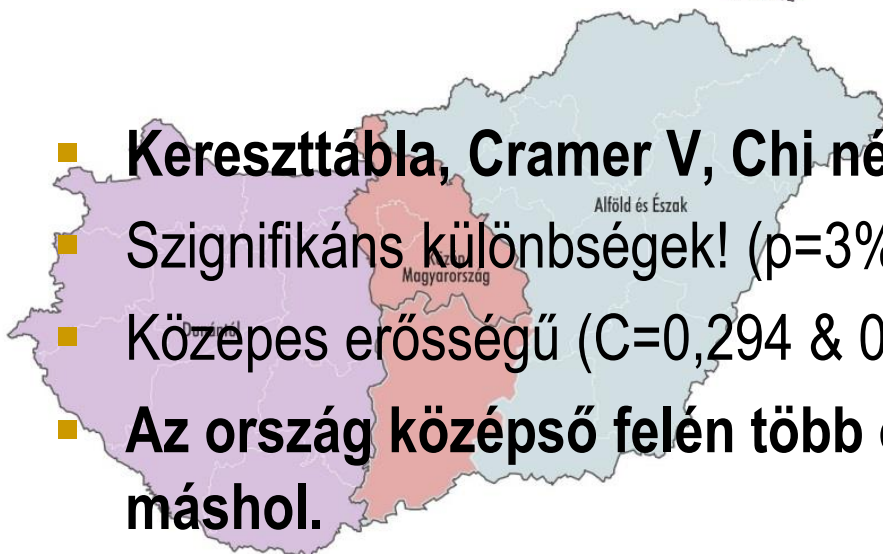 Kereszttábla, Cramer V, Chi né
Alföld és Észak
Szignifikáns különbségek! (p=3%
Magyarország
Közepes erősségű (C=0,294 & 0
Az ország középső felén több
máshol.